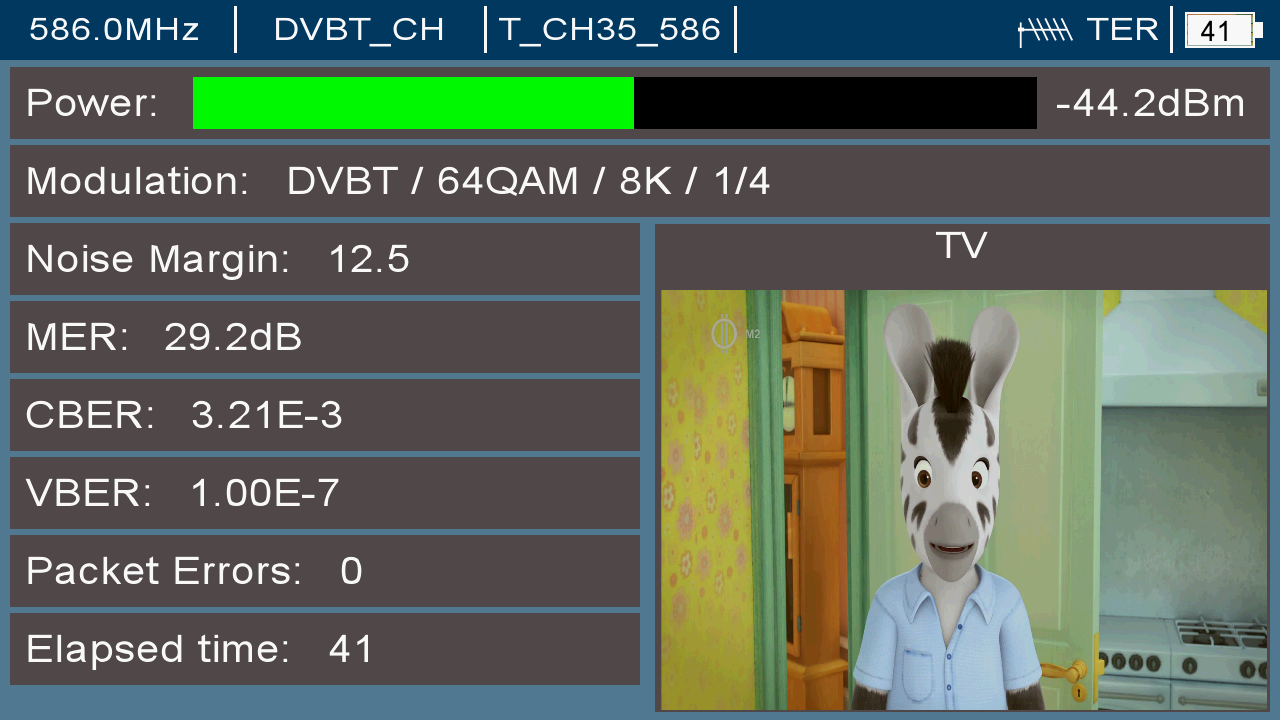 586.0MHz DVBT_CH T_CH35_586 TER 41
Power: -44.2dBm
Modulation: DVBT / 64QAM / 8K / 1/4
Noise Margin: 12.5
TV
MER: 29.2dB
M2
CBER: 3.21E-3
VBER: 1.00E-7
Packet Errors: 0
Elapsed time: 41